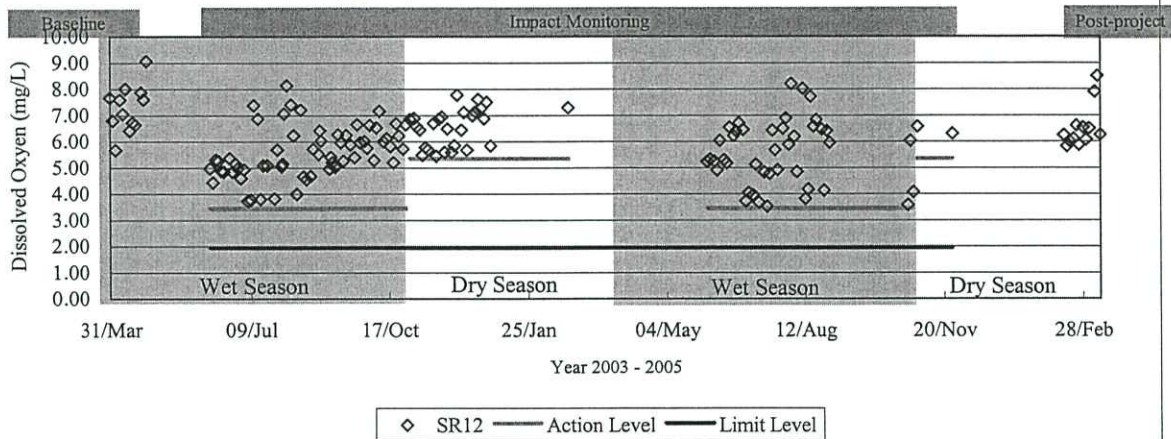 Baseline Impact Monitoring Post-project
10.00
9.00
8.00
7.00
6.00
5.00
4.00
3.00
2.00
1.00
0.00
Dissolved Oxyen (mg/L)
Wet Season Dry Season Wet Season Dry Season
31/Mar 09/Jul 17/Oct 25/Jan 04/May 12/Aug 20/Nov 28/Feb
Year 2003 - 2005
SR12 Action Level Limit Level